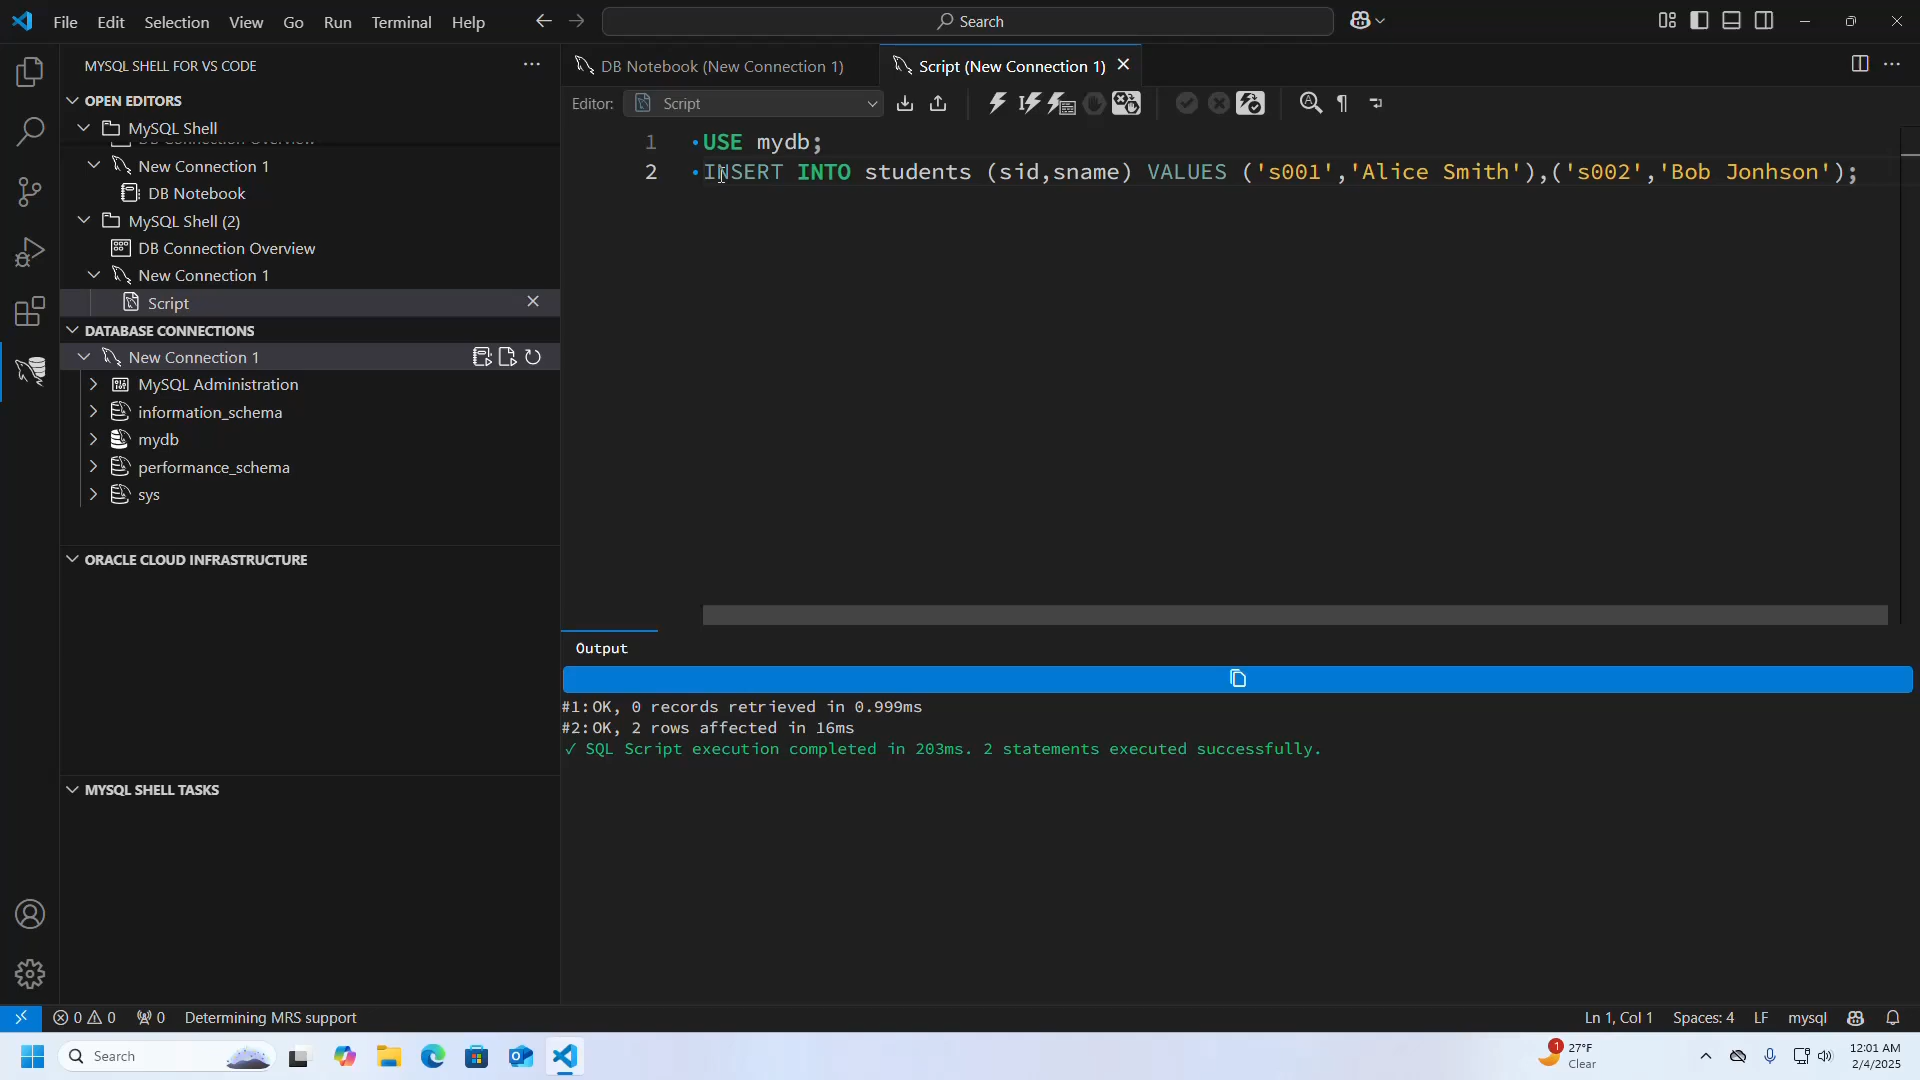 File Edit Selection View Go Run Terminal Help
Search
MYSQL SHELL FOR VS CODE
OPEN EDITORS
MySQL Shell
DB Connection Overview
New Connection 1
DB Notebook
MySQL Shell (2)
DB Connection Overview
New Connection 1
Script
DATABASE CONNECTIONS
New Connection 1
MySQL Administration
information_schema
mydb
performance_schema
sys
ORACLE CLOUD INFRASTRUCTURE
MYSQL SHELL TASKS
DB Notebook (New Connection 1)
Script (New Connection 1)
Editor: Script
1 USE mydb;
2 INSERT INTO students (sid,sname) VALUES ('s001','Alice Smith'),('s002','Bob Jonhson');
Output
#1:OK, 0 records retrieved in 0.999ms
#2:OK, 2 rows affected in 16ms
✓ SQL Script execution completed in 203ms. 2 statements executed successfully.
0 0 0 Determining MRS support
Ln 1, Col 1 Spaces: 4 LF mysql
Search
1
27°F
Clear
12:01 AM
2/4/2025